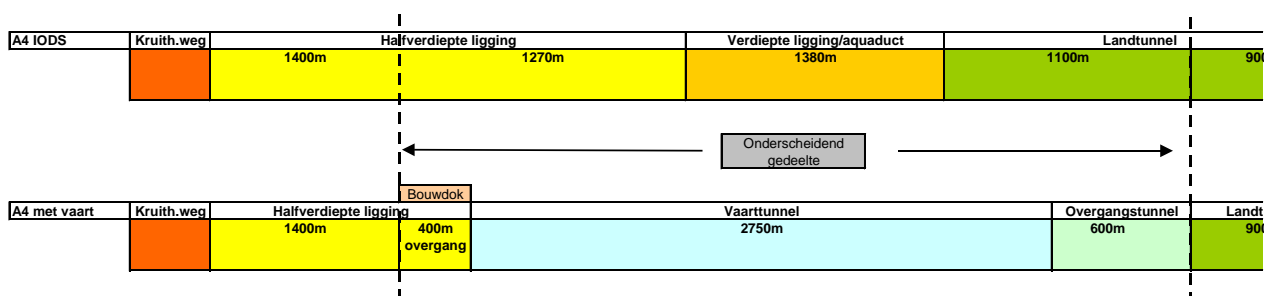 A4 IODS Kruith.weg Halfverdiepte ligging Verdiepte ligging/aquaduct Landtunnel
1400m 1270m 1380m 1100m 900
Onderscheidend
gedeelte
Bouwdok
A4 met vaart Kruith.weg Halfverdiepte ligging Vaarttunnel Overgangstunnel Landt
1400m 400m 2750m 600m 900
overgang